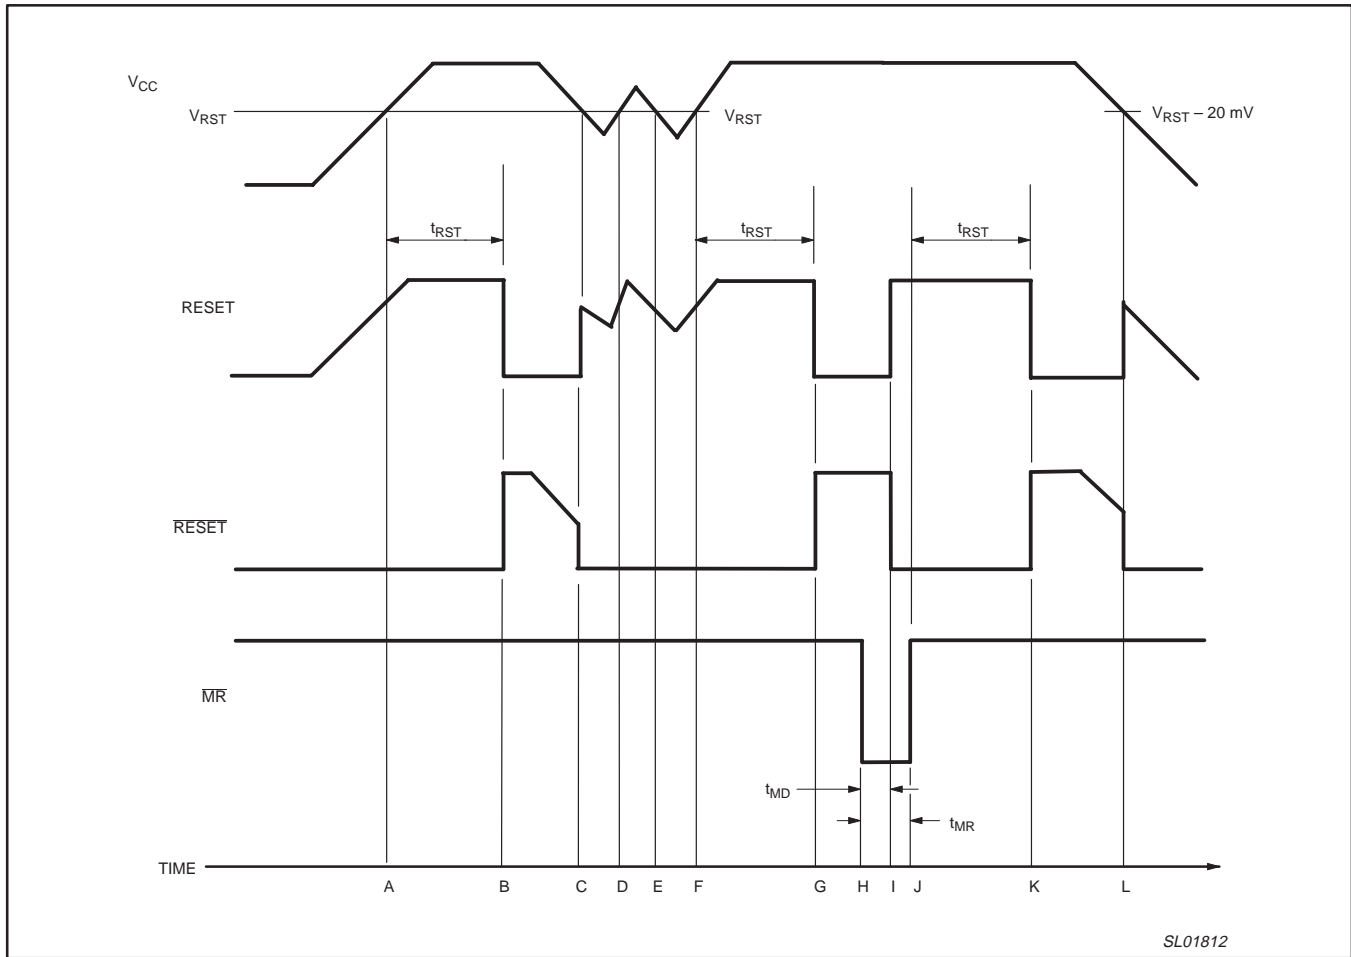 VCC
VRST
VRST
VRST – 20 mV
tRST
tRST
tRST
RESET
RESET
MR
tMD
tMR
TIME
A B C D E F G H I J K L
SL01812